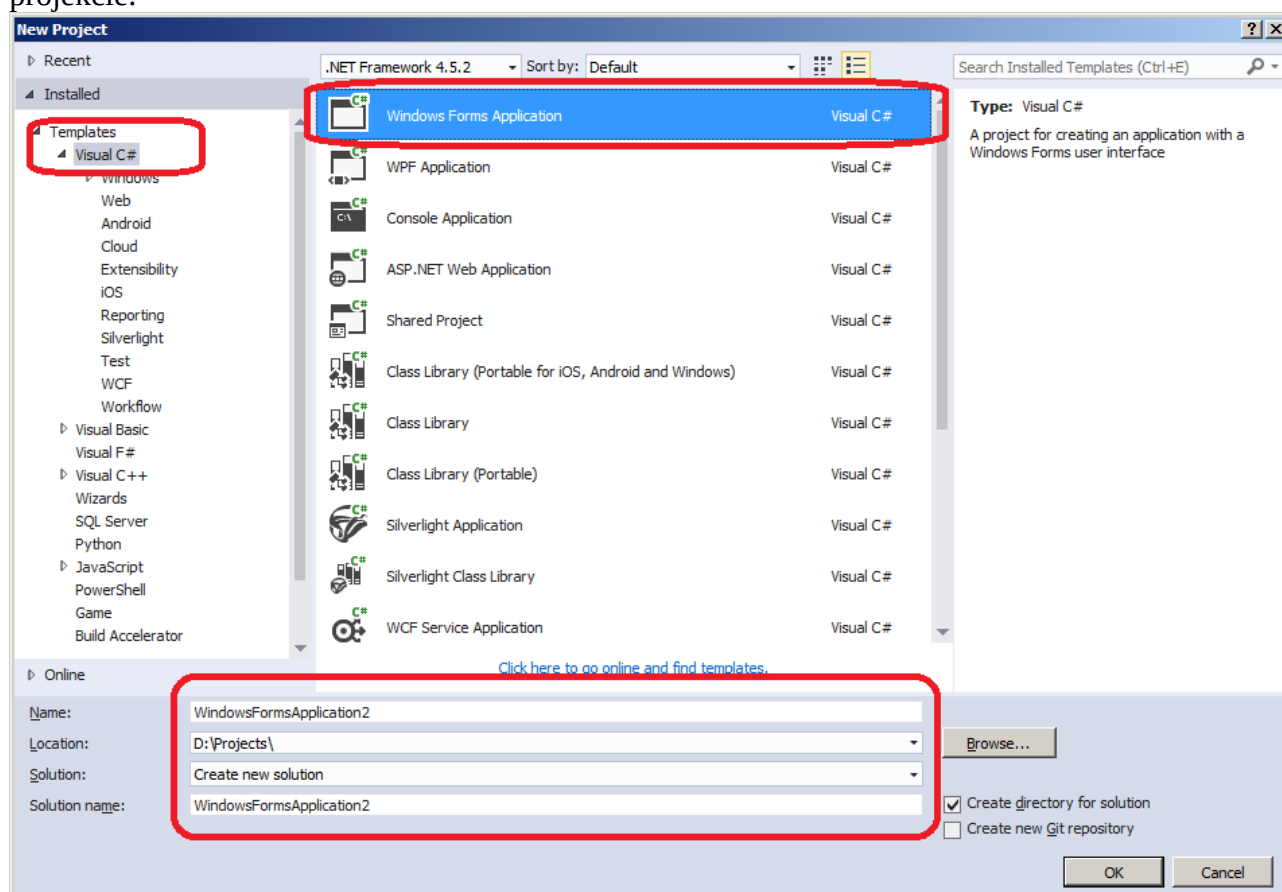 projekcie.
New Project
? X
Recent
.NET Framework 4.5.2 Sort by: Default
Search Installed Templates (Ctrl+E)
Installed
Templates
Visual C#
Windows
Web
Android
Cloud
Extensibility
iOS
Reporting
Silverlight
Test
WCF
Workflow
Visual Basic
Visual F#
Visual C++
Wizards
SQL Server
Python
JavaScript
PowerShell
Game
Build Accelerator
Online
Windows Forms Application Visual C#
WPF Application Visual C#
Console Application Visual C#
ASP.NET Web Application Visual C#
Shared Project Visual C#
Class Library (Portable for iOS, Android and Windows) Visual C#
Class Library Visual C#
Class Library (Portable) Visual C#
Silverlight Application Visual C#
Silverlight Class Library Visual C#
WCF Service Application Visual C#
Click here to go online and find templates.
Type: Visual C#
A project for creating an application with a
Windows Forms user interface
Name: WindowsFormsApplication2
Location: D:\Projects\ Browse...
Solution: Create new solution
Solution name: WindowsFormsApplication2
Create directory for solution
Create new Git repository
OK Cancel